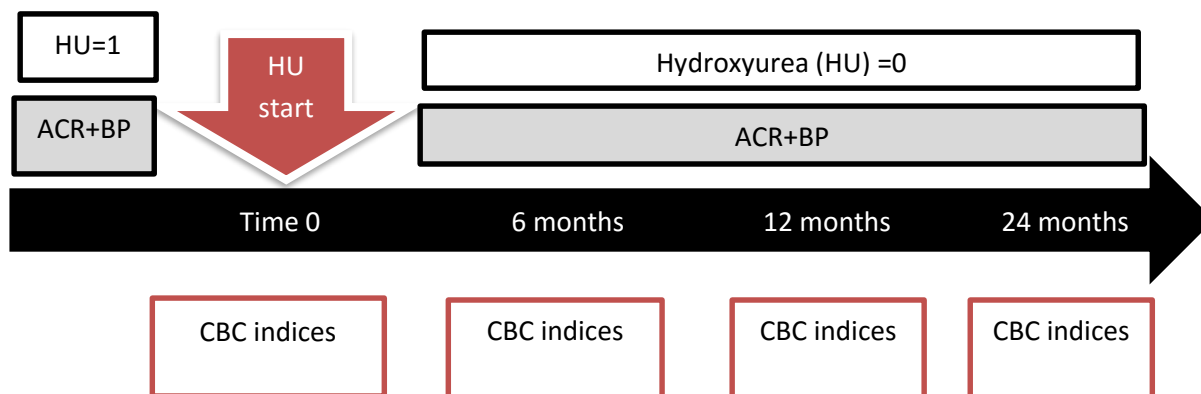 HU=1
HU
start
Hydroxyurea (HU) =0
ACR+BP
ACR+BP
Time 0
6 months
12 months
24 months
CBC indices
CBC indices
CBC indices
CBC indices